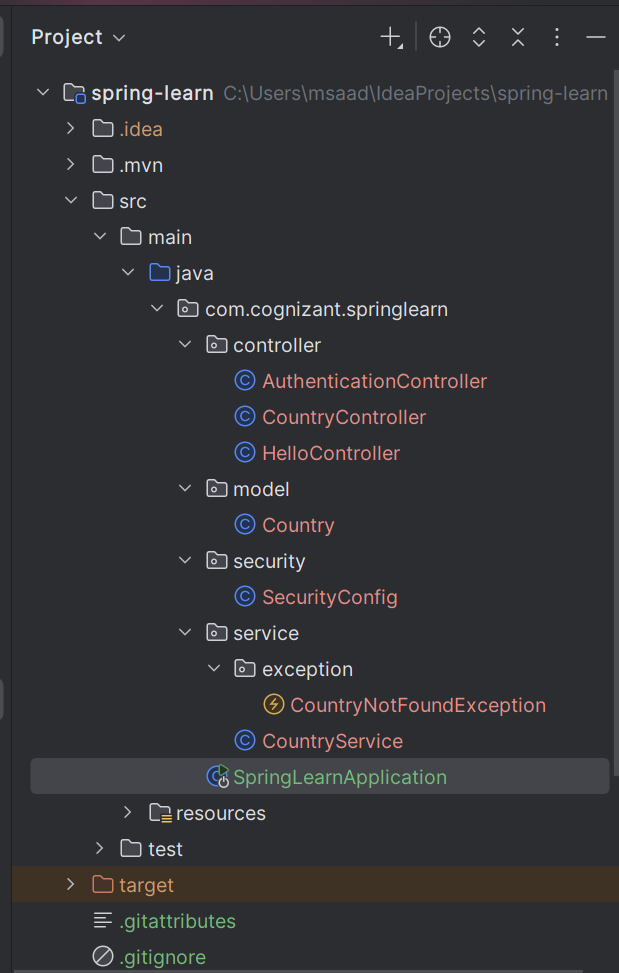 Project
spring-learn C:\Users\msaad\IdeaProjects\spring-learn
.idea
.mvn
src
main
java
com.cognizant.springlearn
controller
AuthenticationController
CountryController
HelloController
model
Country
security
SecurityConfig
service
exception
CountryNotFoundException
CountryService
SpringLearnApplication
resources
test
target
.gitattributes
.gitignore